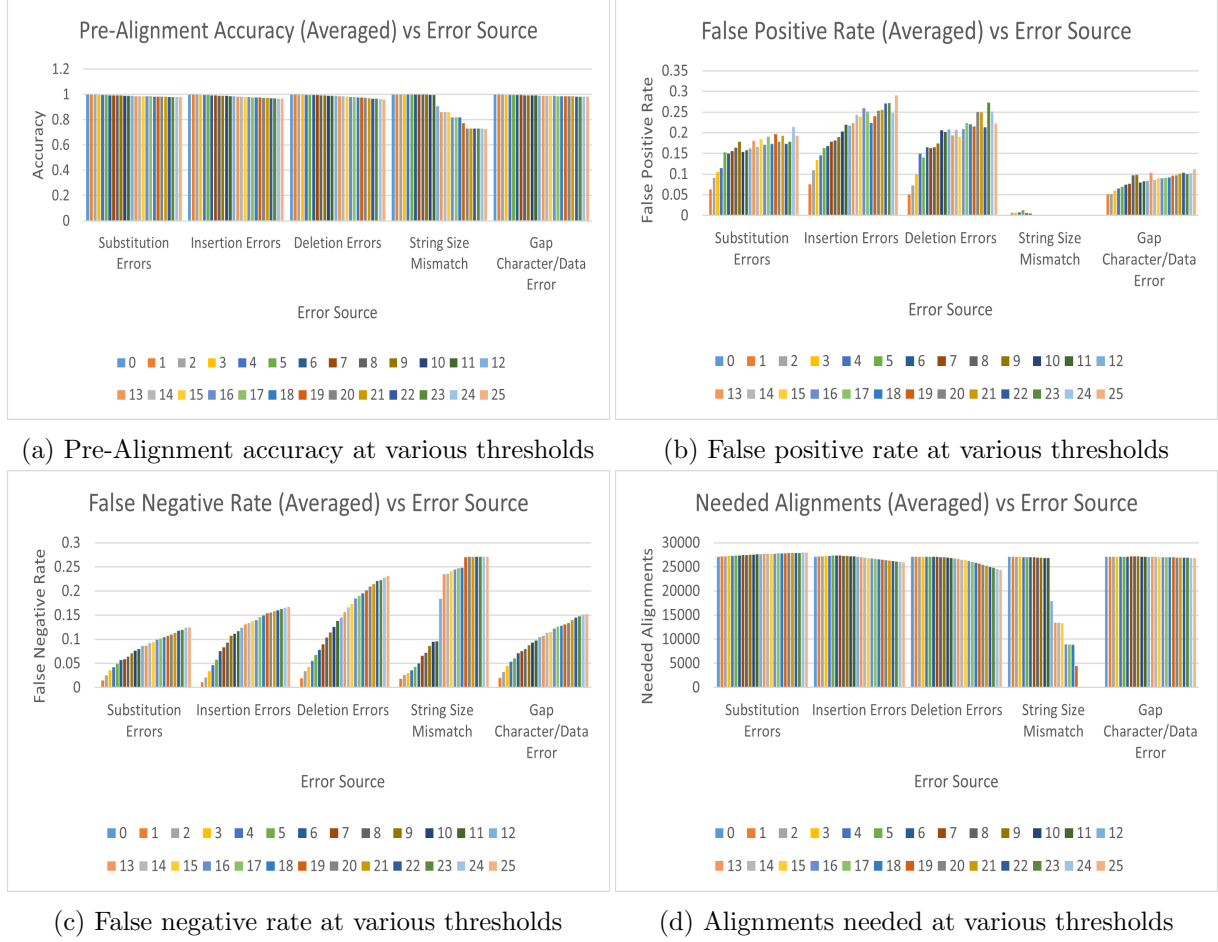 Pre-Alignment Accuracy (Averaged) vs Error Source
Accuracy
1.2
1
0.8
0.6
0.4
0.2
0
Substitution Errors
Insertion Errors
Deletion Errors
String Size Mismatch
Gap Character/Data Error
Error Source
0 1 2 3 4 5 6 7 8 9 10 11 12
13 14 15 16 17 18 19 20 21 22 23 24 25
(a) Pre-Alignment accuracy at various thresholds
False Positive Rate (Averaged) vs Error Source
False Positive Rate
0.35
0.3
0.25
0.2
0.15
0.1
0.05
0
Substitution Errors
Insertion Errors
Deletion Errors
String Size Mismatch
Gap Character/Data Error
Error Source
0 1 2 3 4 5 6 7 8 9 10 11 12
13 14 15 16 17 18 19 20 21 22 23 24 25
(b) False positive rate at various thresholds
False Negative Rate (Averaged) vs Error Source
False Negative Rate
0.3
0.25
0.2
0.15
0.1
0.05
0
Substitution Errors
Insertion Errors
Deletion Errors
String Size Mismatch
Gap Character/Data Error
Error Source
0 1 2 3 4 5 6 7 8 9 10 11 12
13 14 15 16 17 18 19 20 21 22 23 24 25
(c) False negative rate at various thresholds
Needed Alignments (Averaged) vs Error Source
Needed Alignments
30000
25000
20000
15000
10000
5000
0
Substitution Errors
Insertion Errors
Deletion Errors
String Size Mismatch
Gap Character/Data Error
Error Source
0 1 2 3 4 5 6 7 8 9 10 11 12
13 14 15 16 17 18 19 20 21 22 23 24 25
(d) Alignments needed at various thresholds